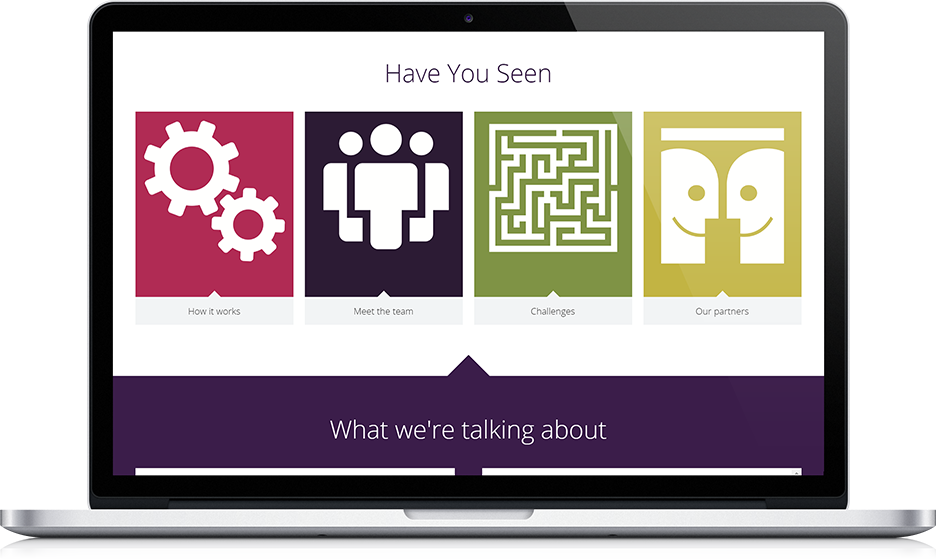 Have You Seen
How it works
Meet the team
Challenges
Our partners
What we're talking about